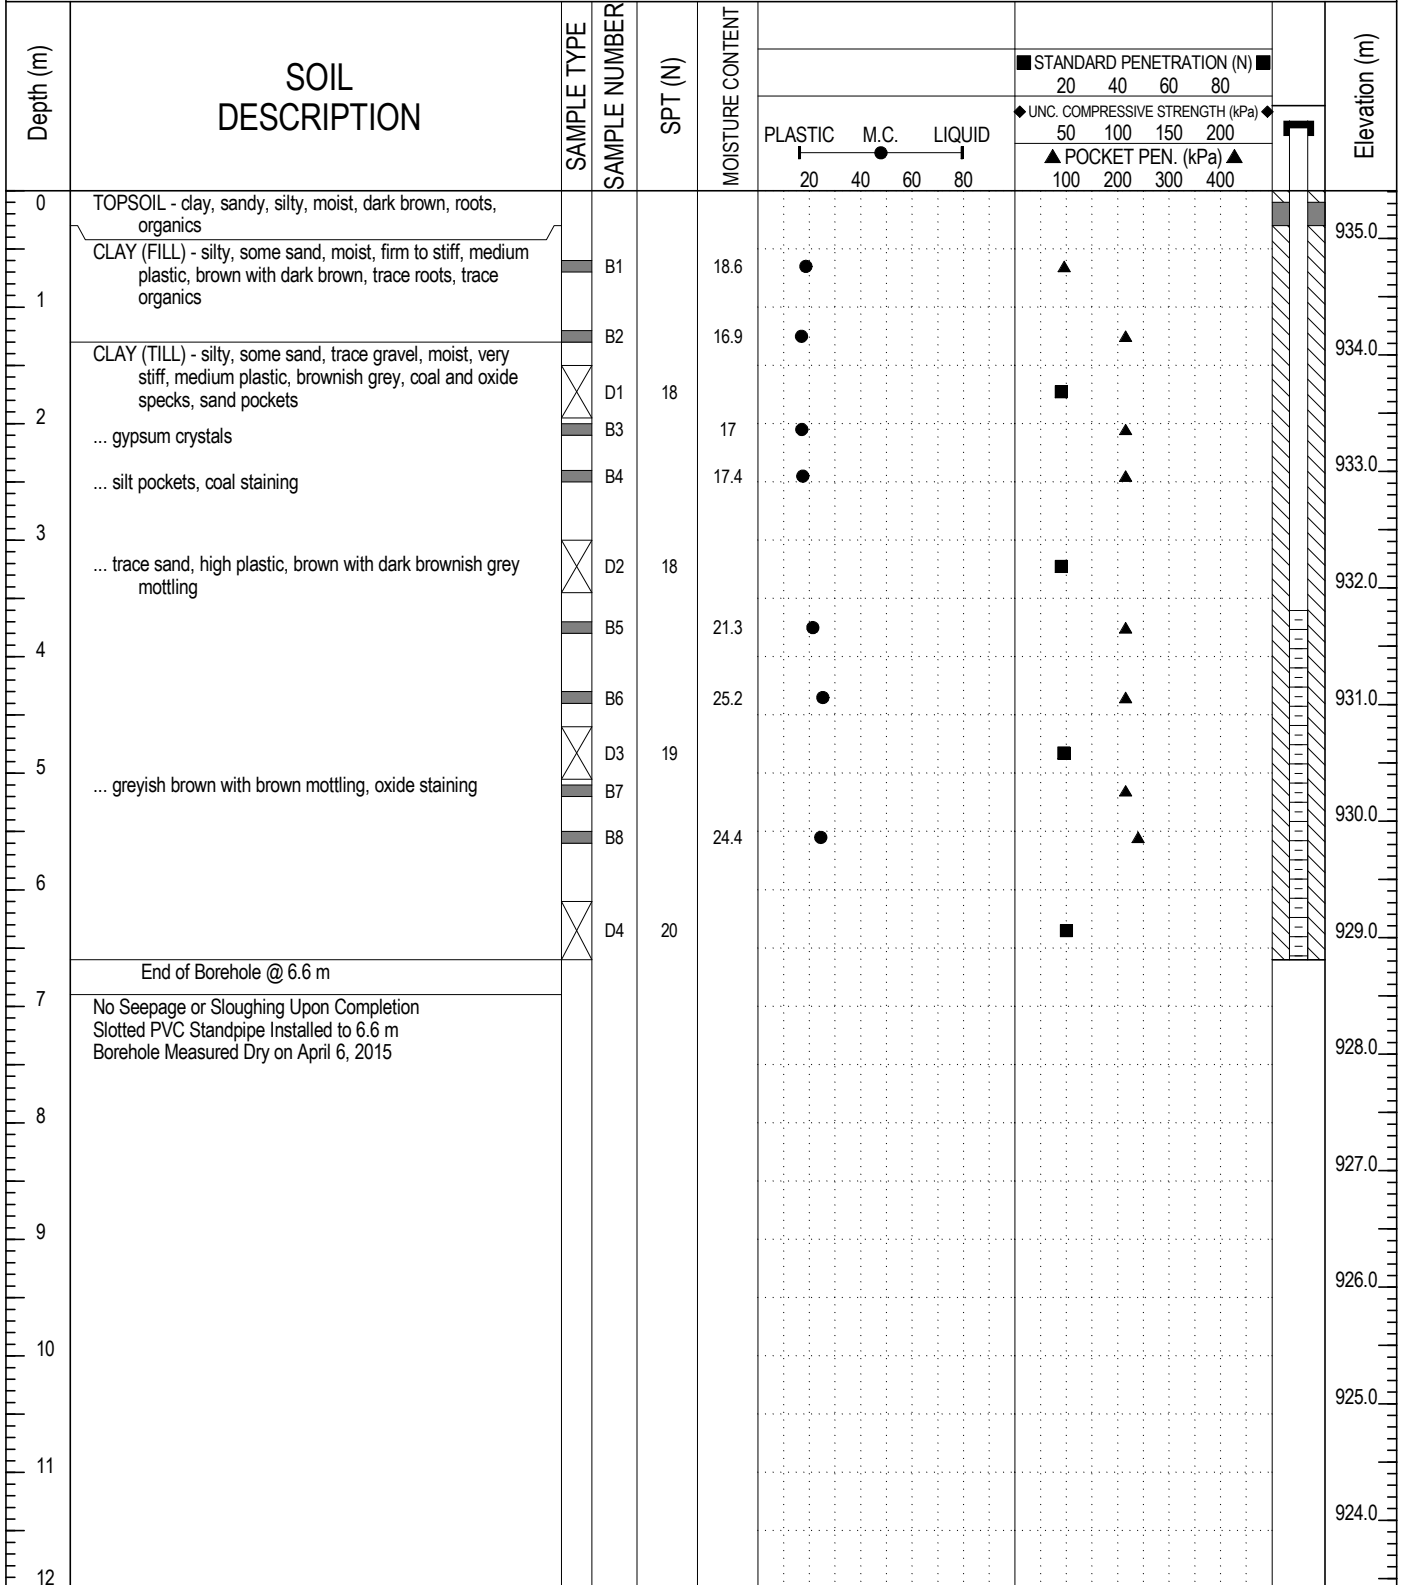 Depth (m)
SOIL
DESCRIPTION
SAMPLE TYPE
SAMPLE NUMBER
SPT (N)
MOISTURE CONTENT
PLASTIC M.C. LIQUID
20 40 60 80
STANDARD PENETRATION (N)
20 40 60 80
UNC. COMPRESSIVE STRENGTH (kPa)
50 100 150 200
POCKET PEN. (kPa)
100 200 300 400
Elevation (m)
0
TOPSOIL - clay, sandy, silty, moist, dark brown, roots,
organics
935.0
CLAY (FILL) - silty, some sand, moist, firm to stiff, medium
plastic, brown with dark brown, trace roots, trace
organics
B1 18.6
1
B2 16.9
934.0
CLAY (TILL) - silty, some sand, trace gravel, moist, very
stiff, medium plastic, brownish grey, coal and oxide
specks, sand pockets
D1 18
2
... gypsum crystals
B3 17
933.0
... silt pockets, coal staining
B4 17.4
3
... trace sand, high plastic, brown with dark brownish grey
mottling
D2 18
932.0
B5 21.3
4
B6 25.2
931.0
D3 19
5
... greyish brown with brown mottling, oxide staining
B7
930.0
B8 24.4
6
D4 20
929.0
End of Borehole @ 6.6 m
7
No Seepage or Sloughing Upon Completion
Slotted PVC Standpipe Installed to 6.6 m
Borehole Measured Dry on April 6, 2015
928.0
8
927.0
9
926.0
10
925.0
11
924.0
12